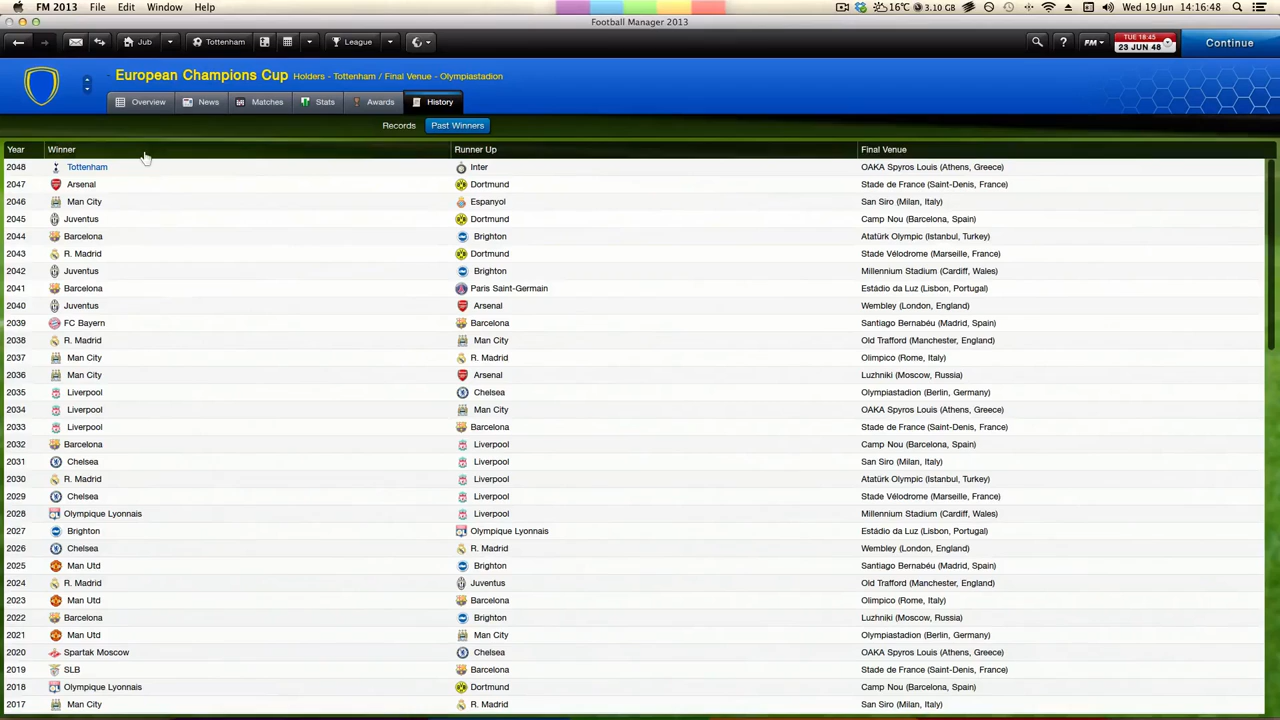 FM 2013 File Edit Window Help 16°C 3.10 GB Wed 19 Jun 14:16:48
Football Manager 2013
Job Tottenham League ? FM TUE 18:45 23 JUN 48 Continue
European Champions Cup Holders - Tottenham / Final Venue - Olympiastadion
Overview News Matches Stats Awards History
Records Past Winners
Year Winner Runner Up Final Venue
2048 Tottenham Inter OAKA Spyros Louis (Athens, Greece)
2047 Arsenal Dortmund Stade de France (Saint-Denis, France)
2046 Man City Espanyol San Siro (Milan, Italy)
2045 Juventus Dortmund Camp Nou (Barcelona, Spain)
2044 Barcelona Brighton Atatürk Olympic (Istanbul, Turkey)
2043 R. Madrid Dortmund Stade Vélodrome (Marseille, France)
2042 Juventus Brighton Millennium Stadium (Cardiff, Wales)
2041 Barcelona Paris Saint-Germain Estádio da Luz (Lisbon, Portugal)
2040 Juventus Arsenal Wembley (London, England)
2039 FC Bayern Barcelona Santiago Bernabéu (Madrid, Spain)
2038 R. Madrid Man City Old Trafford (Manchester, England)
2037 Man City R. Madrid Olimpico (Rome, Italy)
2036 Man City Arsenal Luzhniki (Moscow, Russia)
2035 Liverpool Chelsea Olympiastadion (Berlin, Germany)
2034 Liverpool Man City OAKA Spyros Louis (Athens, Greece)
2033 Liverpool Barcelona Stade de France (Saint-Denis, France)
2032 Barcelona Liverpool Camp Nou (Barcelona, Spain)
2031 Chelsea Liverpool San Siro (Milan, Italy)
2030 R. Madrid Liverpool Atatürk Olympic (Istanbul, Turkey)
2029 Chelsea Liverpool Stade Vélodrome (Marseille, France)
2028 Olympique Lyonnais Liverpool Millennium Stadium (Cardiff, Wales)
2027 Brighton Olympique Lyonnais Estádio da Luz (Lisbon, Portugal)
2026 Chelsea R. Madrid Wembley (London, England)
2025 Man Utd Brighton Santiago Bernabéu (Madrid, Spain)
2024 R. Madrid Juventus Old Trafford (Manchester, England)
2023 Man Utd Barcelona Olimpico (Rome, Italy)
2022 Barcelona Brighton Luzhniki (Moscow, Russia)
2021 Man Utd Man City Olympiastadion (Berlin, Germany)
2020 Spartak Moscow Chelsea OAKA Spyros Louis (Athens, Greece)
2019 SLB Barcelona Stade de France (Saint-Denis, France)
2018 Olympique Lyonnais Dortmund Camp Nou (Barcelona, Spain)
2017 Man City R. Madrid San Siro (Milan, Italy)